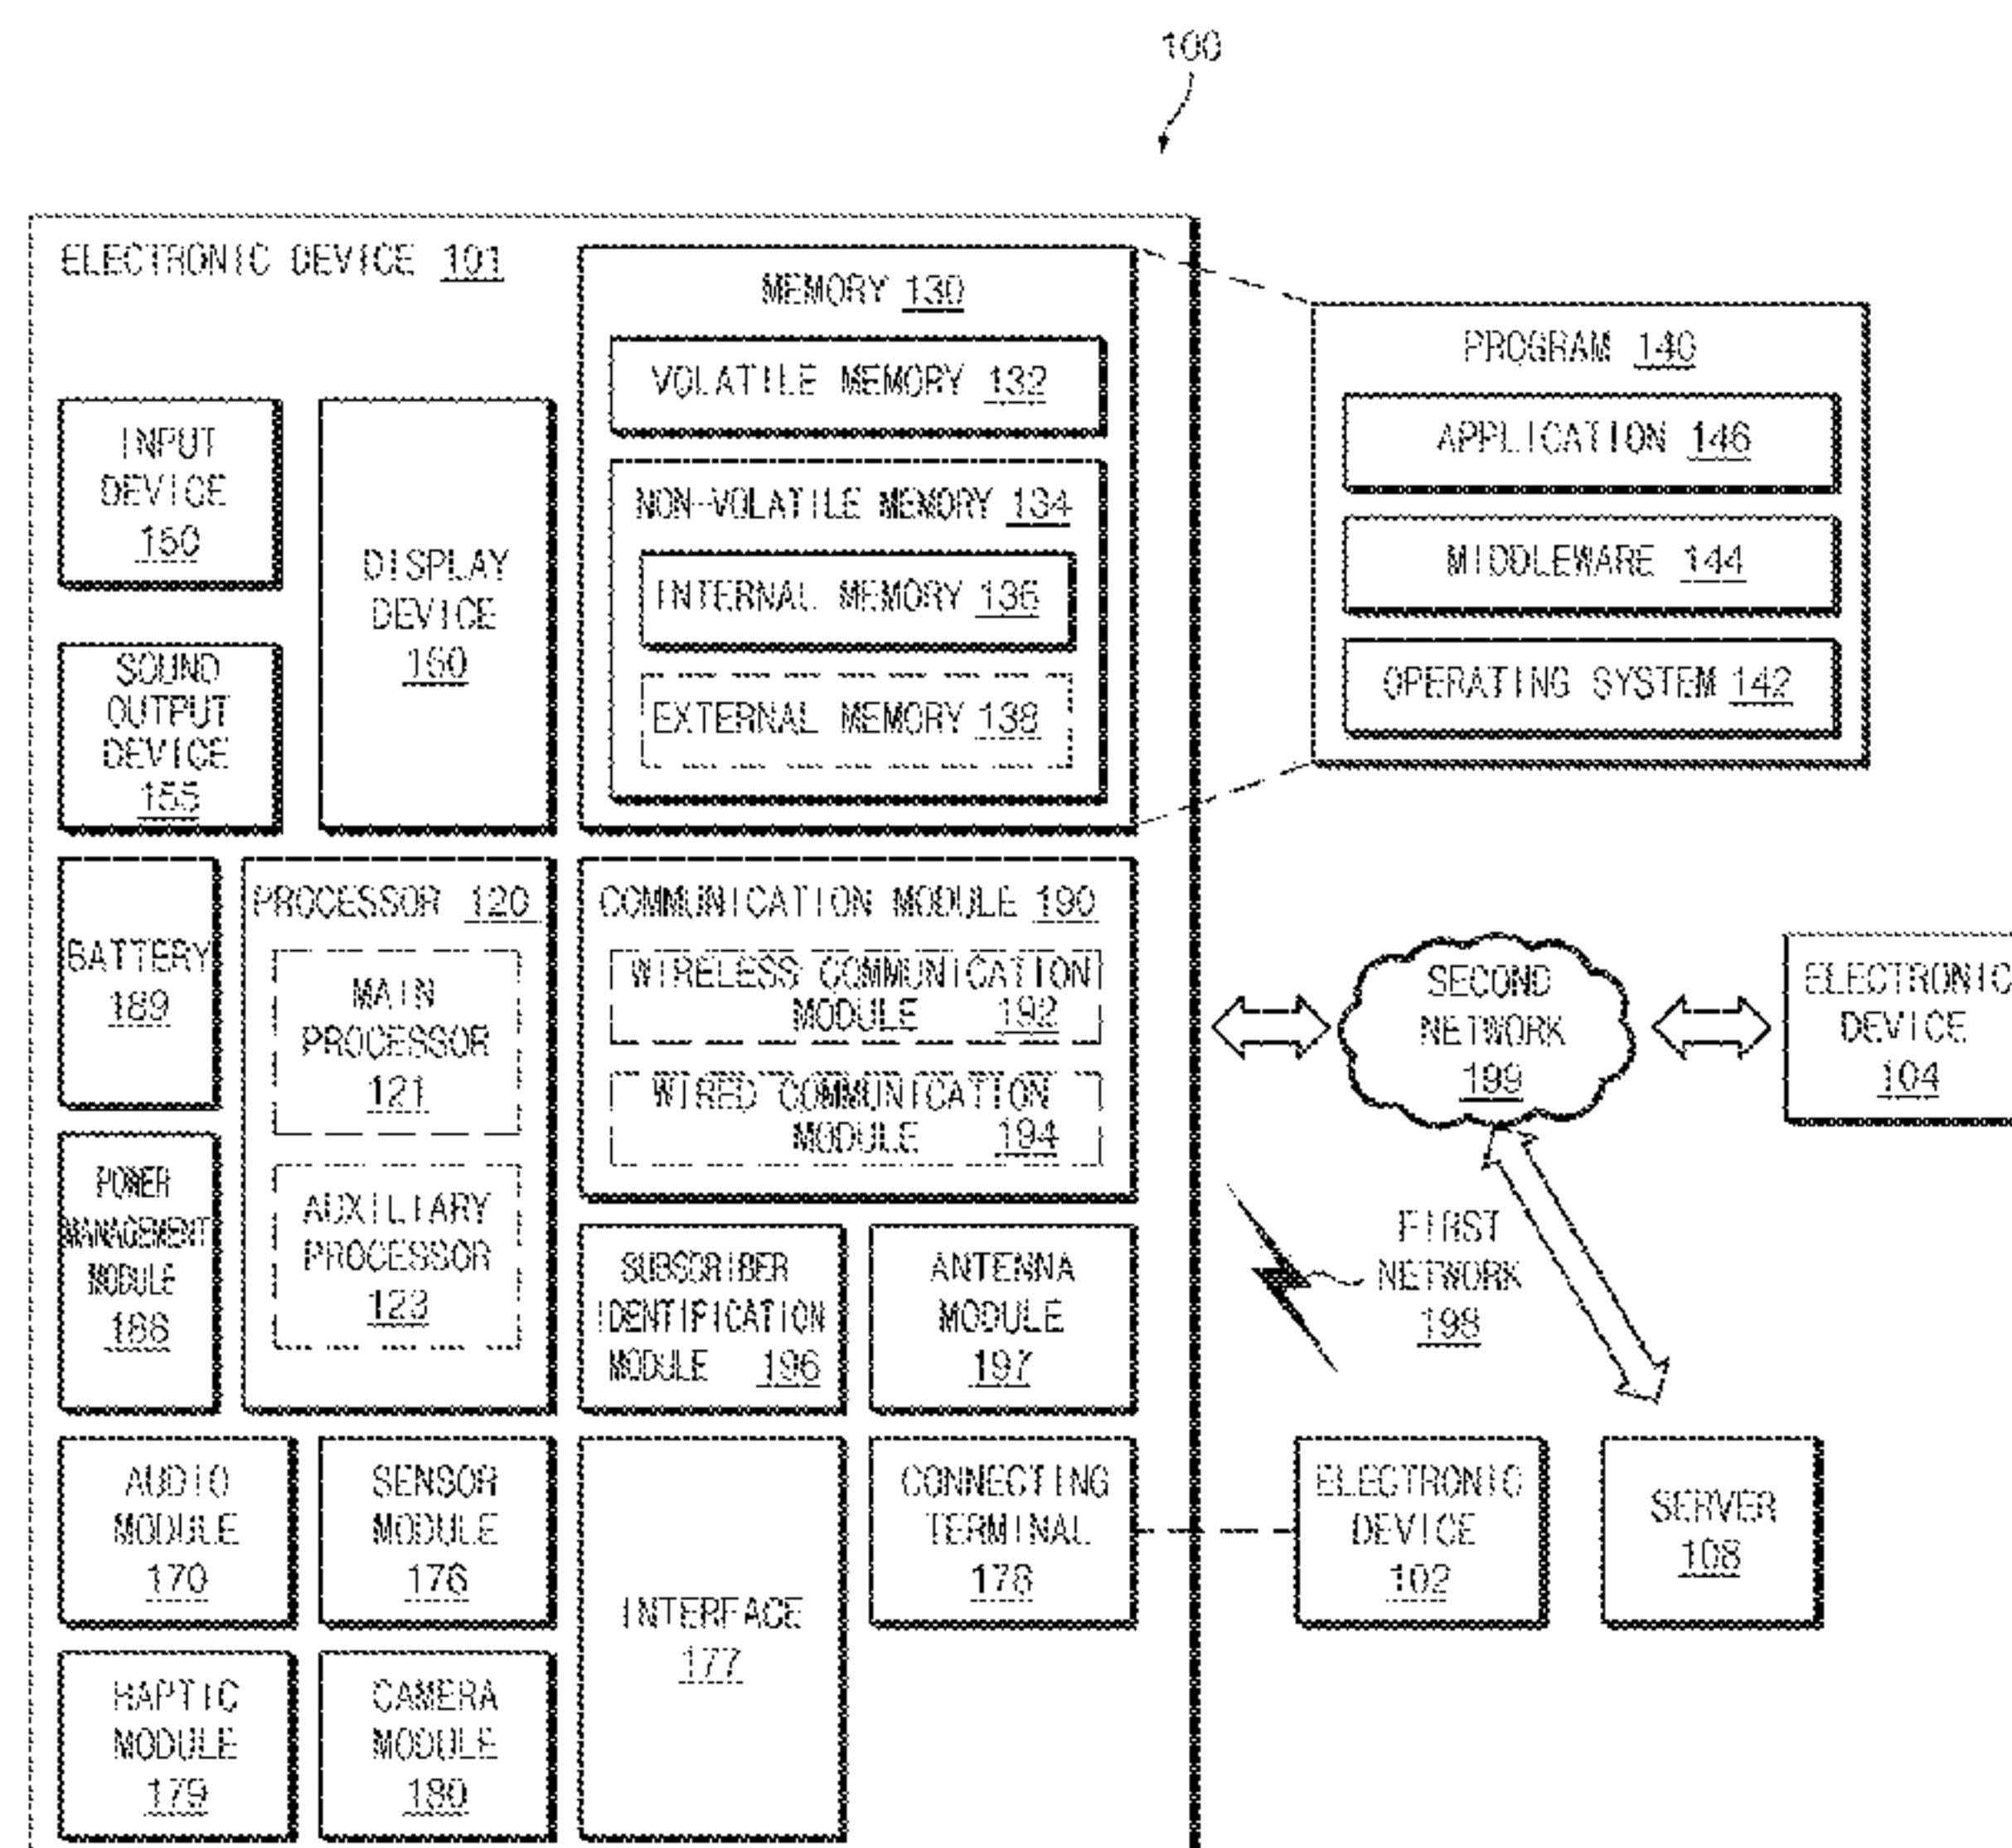 100
ELECTRONIC DEVICE 101
MEMORY 130
VOLATILE MEMORY 132
NON-VOLATILE MEMORY 134
INTERNAL MEMORY 136
EXTERNAL MEMORY 138
PROGRAM 140
APPLICATION 146
MIDDLEWARE 144
OPERATING SYSTEM 142
INPUT
DEVICE
150
SOUND
OUTPUT
DEVICE
155
DISPLAY
DEVICE
160
BATTERY
189
POWER
MANAGEMENT
MODULE
188
PROCESSOR 120
MAIN
PROCESSOR
121
AUXILIARY
PROCESSOR
123
COMMUNICATION MODULE 190
WIRELESS COMMUNICATION
MODULE 192
WIRED COMMUNICATION
MODULE 194
SUBSCRIBER
IDENTIFICATION
MODULE 196
ANTENNA
MODULE
197
SECOND
NETWORK
199
ELECTRONIC
DEVICE
104
FIRST
NETWORK
198
AUDIO
MODULE
170
SENSOR
MODULE
176
INTERFACE
177
CONNECTING
TERMINAL
178
ELECTRONIC
DEVICE
102
SERVER
108
HAPTIC
MODULE
179
CAMERA
MODULE
180